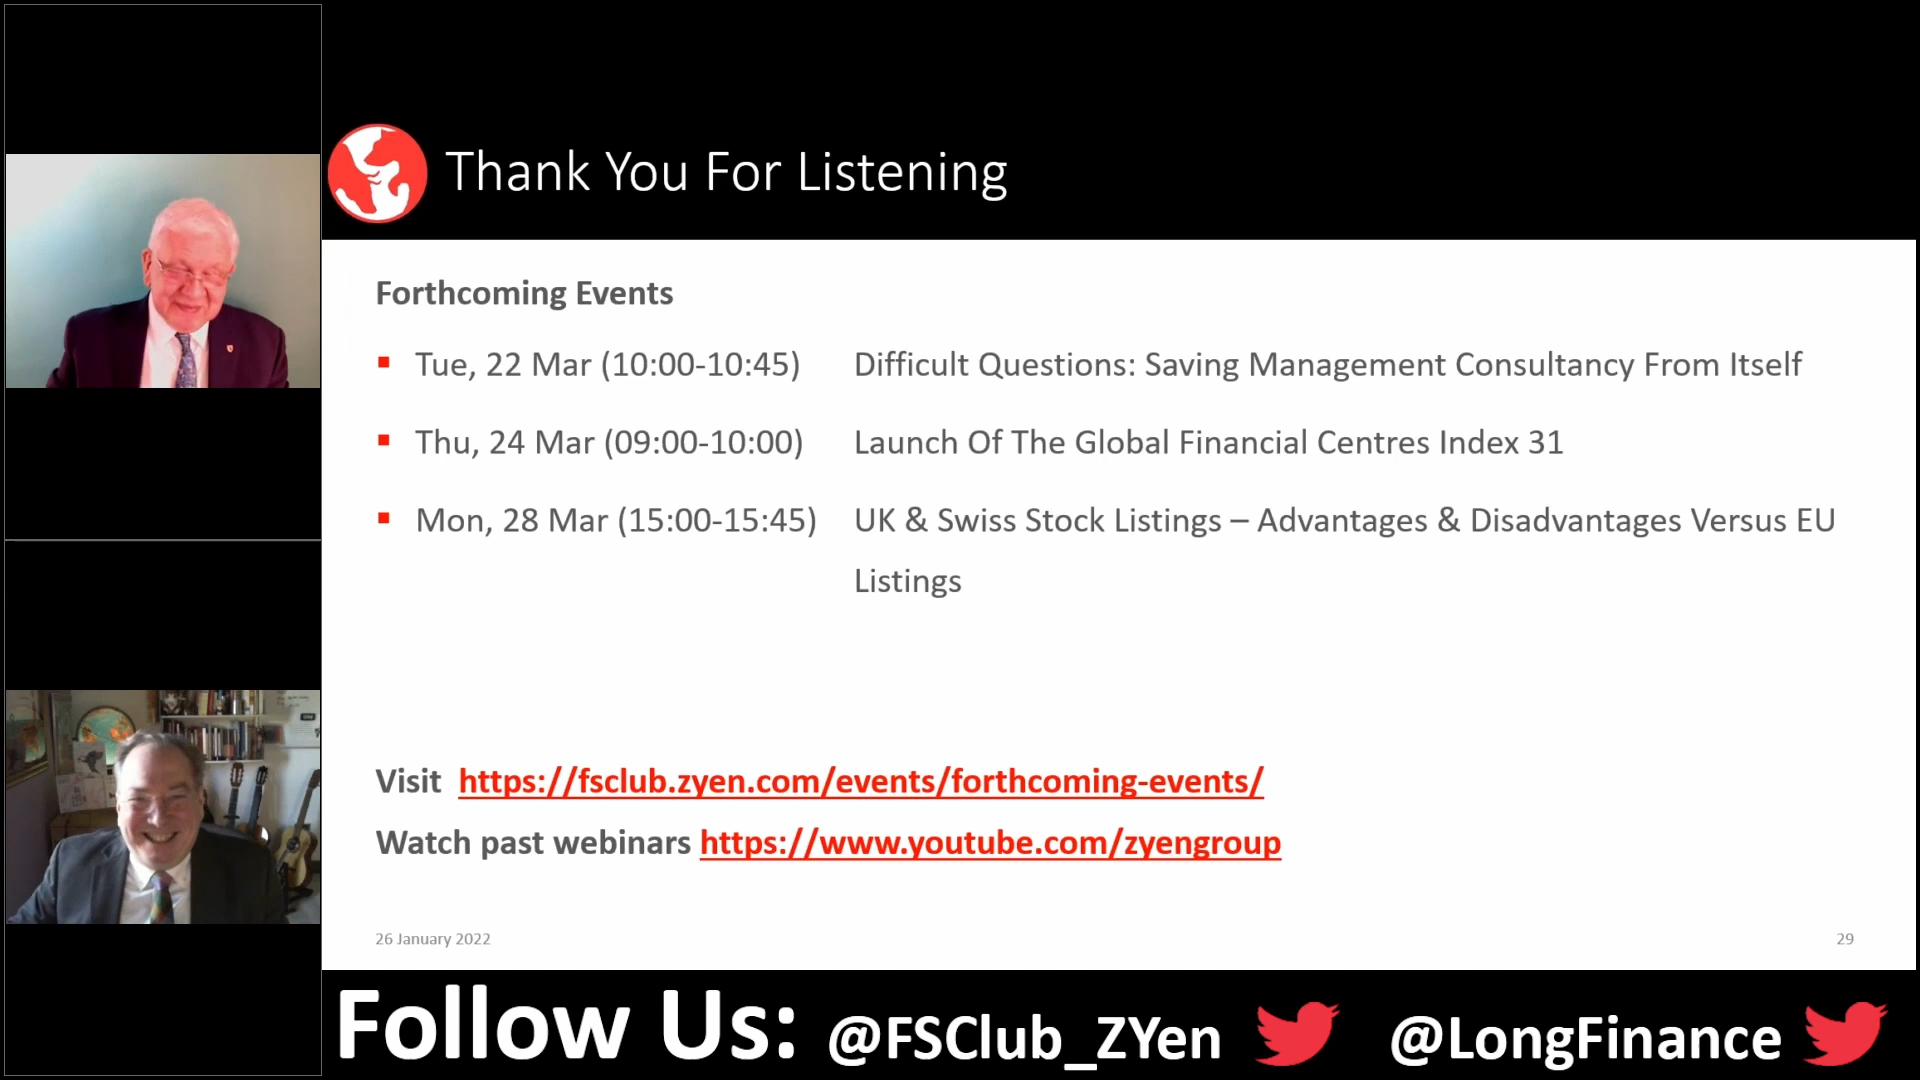 Thank You For Listening
Forthcoming Events
Tue, 22 Mar (10:00-10:45) Difficult Questions: Saving Management Consultancy From Itself
Thu, 24 Mar (09:00-10:00) Launch Of The Global Financial Centres Index 31
Mon, 28 Mar (15:00-15:45) UK & Swiss Stock Listings – Advantages & Disadvantages Versus EU
Listings
Visit https://fsclub.zyen.com/events/forthcoming-events/
Watch past webinars https://www.youtube.com/zyengroup
26 January 2022 29
Follow Us: @FSClub_ZYen @LongFinance